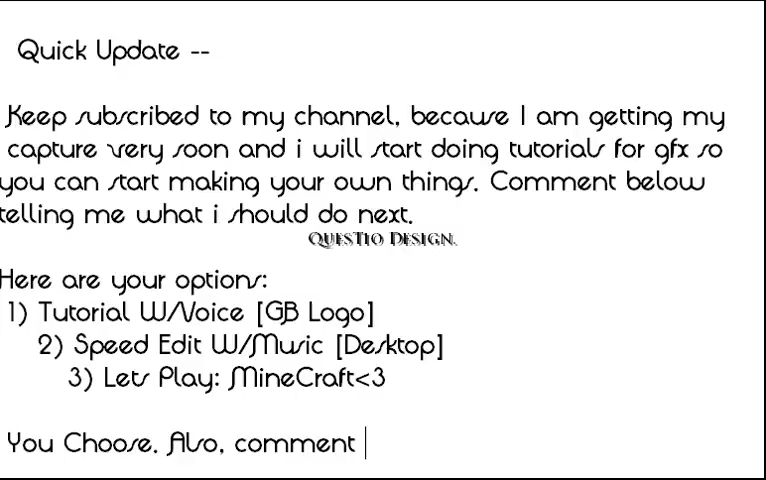 Quick Update --
Keep subscribed to my channel, because I am getting my
capture very soon and i will start doing tutorials for gfx so
you can start making your own things. Comment below
telling me what i should do next.
QuesTio Design.
Here are your options:
1) Tutorial W/Voice [GB Logo]
2) Speed Edit W/Music [Desktop]
3) Lets Play: MineCraft<3
You Choose. Also, comment